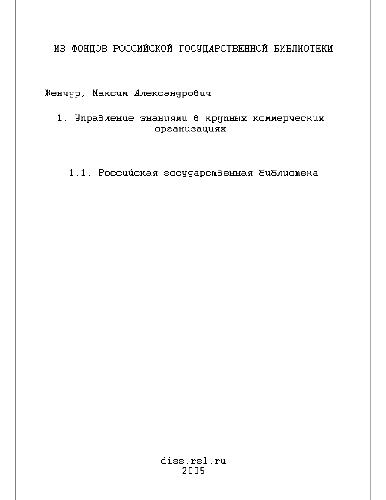 ИЗ ФОНДОВ РОССИЙСКОЙ ГОСУДАРСТВЕННОЙ БИБЛИОТЕКИ
Женчур, Максим Александрович
1. Управление знаниями в крупных коммерческих
организациях
1.1. Российская государственная библиотека
diss.rsl.ru
2005